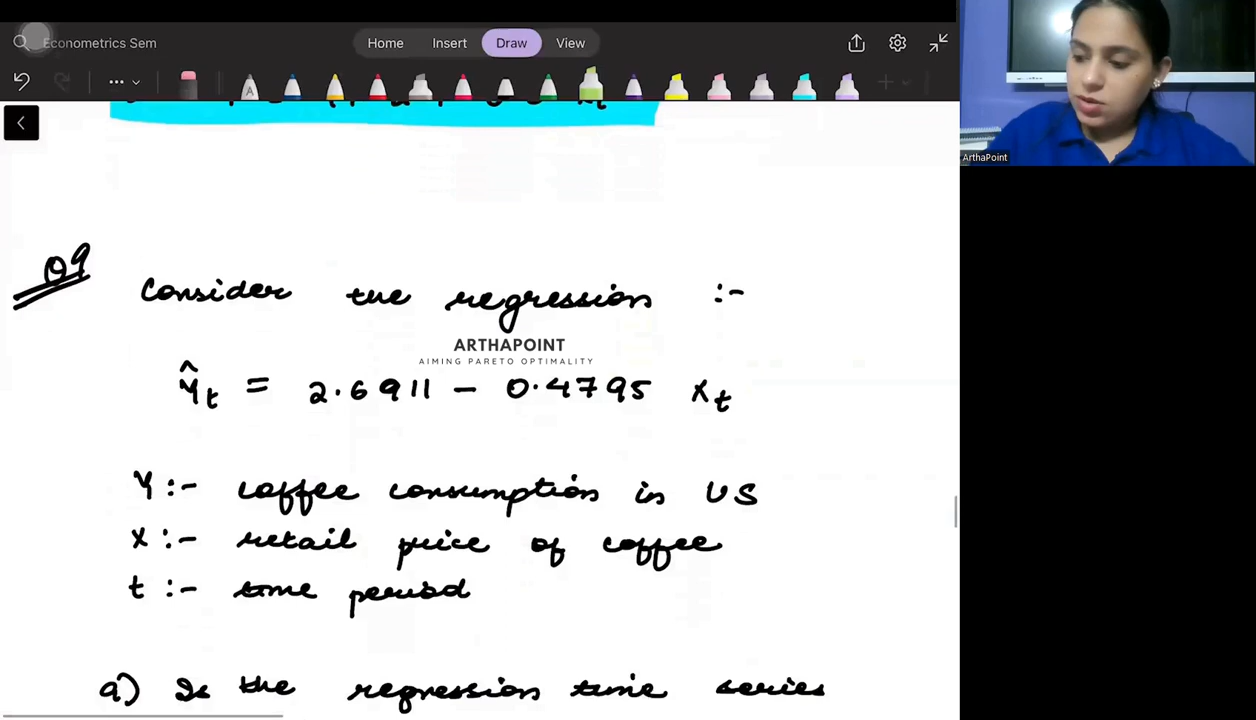 Econometrics Sem
Home Insert Draw View
ArthaPoint
Q9
Consider the regression :-
ARTHAPOINT
AIMING PARETO OPTIMALITY
Ŷt = 2.6911 - 0.4795 Xt
Y :- coffee consumption in US
X :- retail price of coffee
t :- time period
a) Is the regression time series